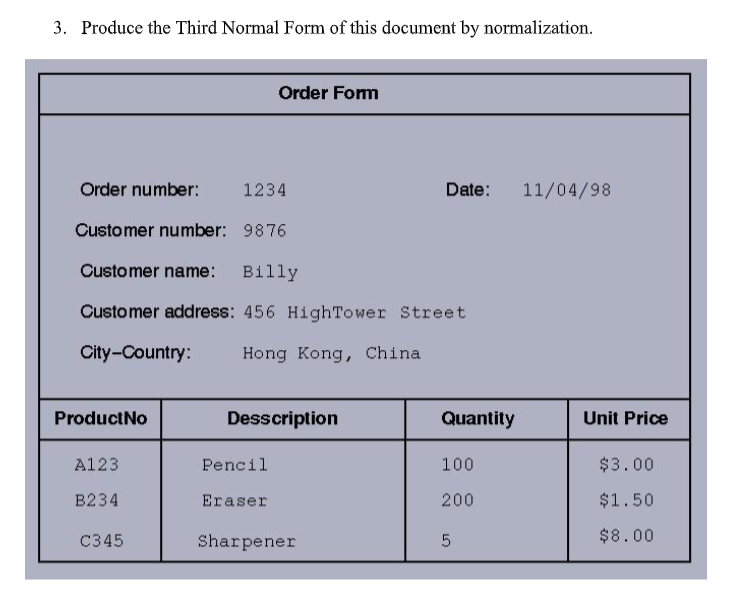 3. Produce the Third Normal Form of this document by normalization.
Order Form
Order number: 1234 Date: 11/04/98
Customer number: 9876
Customer name: Billy
Customer address: 456 HighTower Street
City-Country: Hong Kong, China
ProductNo Desscription Quantity Unit Price
A123 Pencil 100 $3.00
B234 Eraser 200 $1.50
C345 Sharpener 5 $8.00